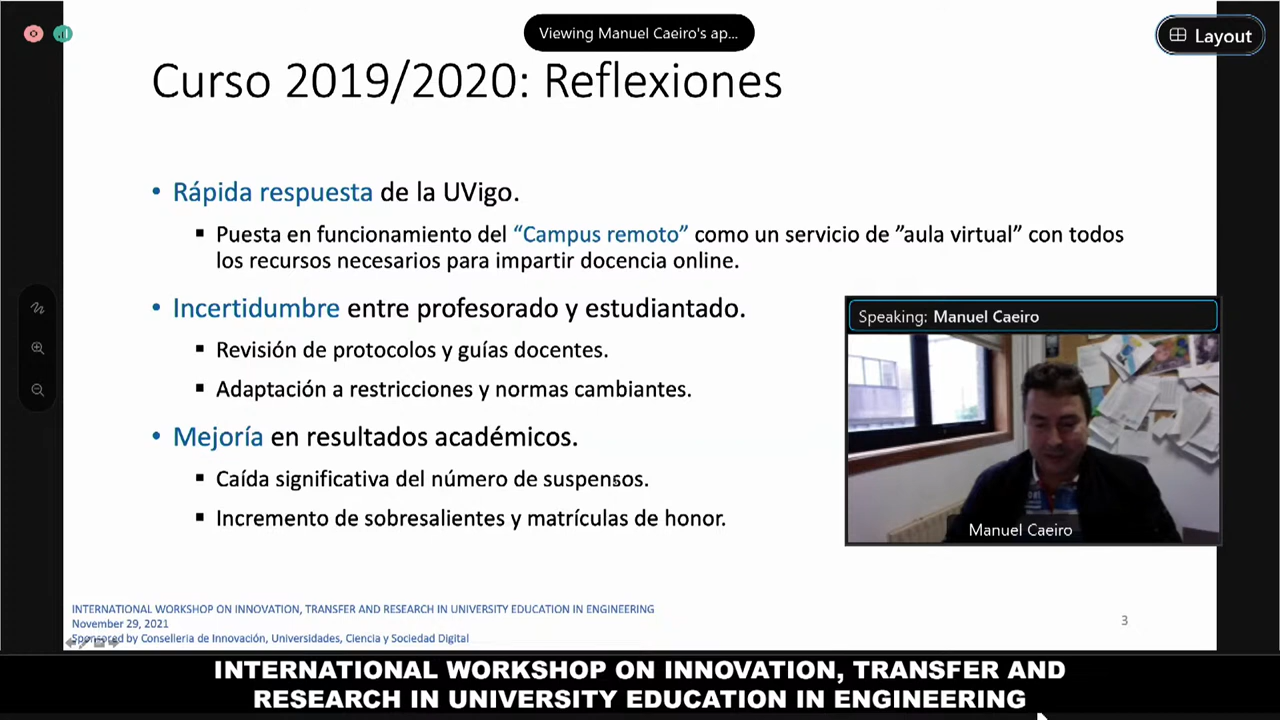 Viewing Manuel Caeiro's ap...
Layout
Curso 2019/2020: Reflexiones
• Rápida respuesta de la UVigo.
▪ Puesta en funcionamiento del “Campus remoto” como un servicio de ”aula virtual” con todos
los recursos necesarios para impartir docencia online.
• Incertidumbre entre profesorado y estudiantado.
▪ Revisión de protocolos y guías docentes.
▪ Adaptación a restricciones y normas cambiantes.
• Mejoría en resultados académicos.
▪ Caída significativa del número de suspensos.
▪ Incremento de sobresalientes y matrículas de honor.
Speaking: Manuel Caeiro
Manuel Caeiro
INTERNATIONAL WORKSHOP ON INNOVATION, TRANSFER AND RESEARCH IN UNIVERSITY EDUCATION IN ENGINEERING
November 29, 2021
Sponsored by Conselleria de Innovación, Universidades, Ciencia y Sociedad Digital
3
INTERNATIONAL WORKSHOP ON INNOVATION, TRANSFER AND
RESEARCH IN UNIVERSITY EDUCATION IN ENGINEERING